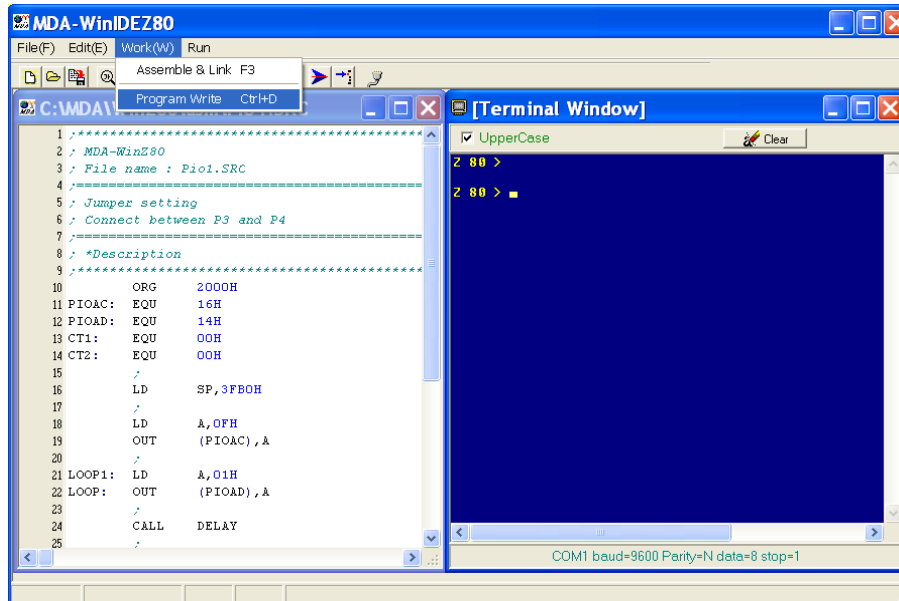 MDA-WinIDEZ80
File(F) Edit(E) Work(W) Run
Assemble & Link F3
Program Write Ctrl+D
C:\MDA\
1 ;*******************************************
2 ; MDA-WinZ80
3 ; File name : Pio1.SRC
4 ;===========================================
5 ; Jumper setting
6 ; Connect between P3 and P4
7 ;===========================================
8 ; *Description
9 ;*******************************************
10 ORG 2000H
11 PIOAC: EQU 16H
12 PIOAD: EQU 14H
13 CT1: EQU 00H
14 CT2: EQU 00H
15 ;
16 LD SP,3FB0H
17 ;
18 LD A,0FH
19 OUT (PIOAC),A
20 ;
21 LOOP1: LD A,01H
22 LOOP: OUT (PIOAD),A
23 ;
24 CALL DELAY
25 ;
[Terminal Window]
UpperCase Clear
Z 80 >
Z 80 >
COM1 baud=9600 Parity=N data=8 stop=1